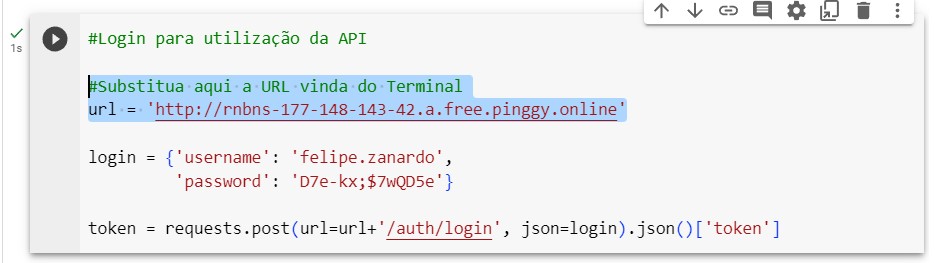 1s
#Login para utilização da API
#Substitua aqui a URL vinda do Terminal
url = 'http://rnbns-177-148-143-42.a.free.pinggy.online'
login = {'username': 'felipe.zanardo',
'password': 'D7e-kx;$7wQD5e'}
token = requests.post(url=url+'/auth/login', json=login).json()['token']